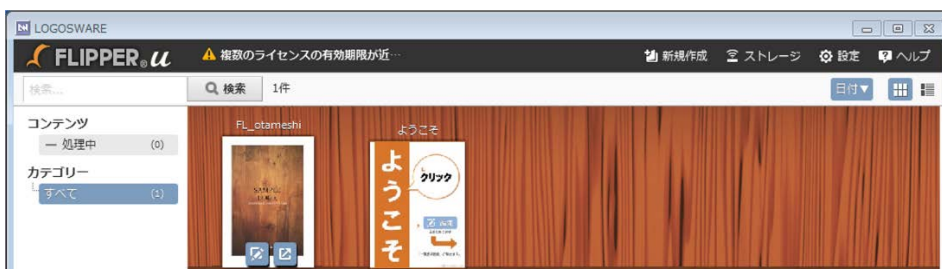 LOGOSWARE
FLIPPER® u
複数のライセンスの有効期限が近…
新規作成
ストレージ
設定
ヘルプ
検索...
検索
1件
日付▼
コンテンツ
ー 処理中 (0)
カテゴリー
すべて (1)
FL_otameshi
ようこそ
ようこそ
クリック